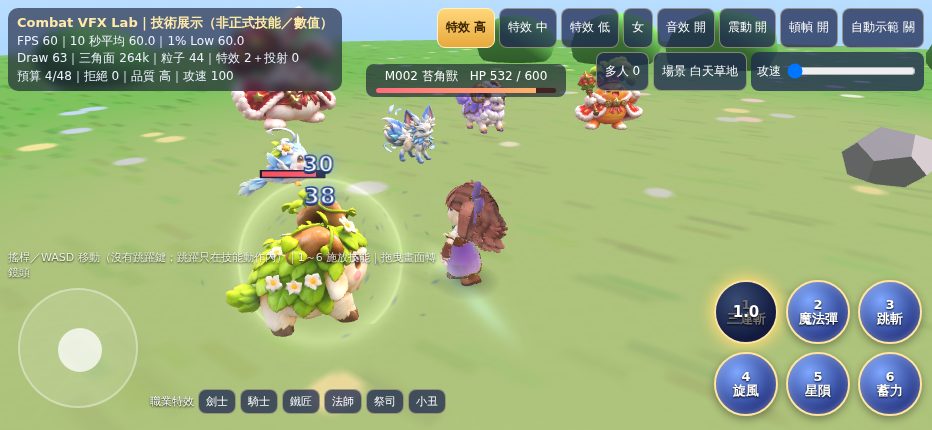 Combat VFX Lab｜技術展示（非正式技能／數值）
FPS 60｜10 秒平均 60.0｜1% Low 60.0
Draw 63｜三角面 264k｜粒子 44｜特效 2＋投射 0
預算 4/48｜拒絕 0｜品質 高｜攻速 100
特效 高
特效 中
特效 低
女
音效 開
震動 開
頓幀 開
自動示範 關
M002 苔角獸 HP 532 / 600
多人 0
場景 白天草地
攻速
30
38
搖桿／WASD 移動（沒有跳躍鍵；跳躍只在技能動作內）｜1～6 施放技能｜拖曳畫面轉
鏡頭
1
1.0
三連斬
2
魔法彈
3
跳斬
4
旋風
5
星隕
6
蓄力
職業特效
劍士
騎士
鐵匠
法師
祭司
小丑